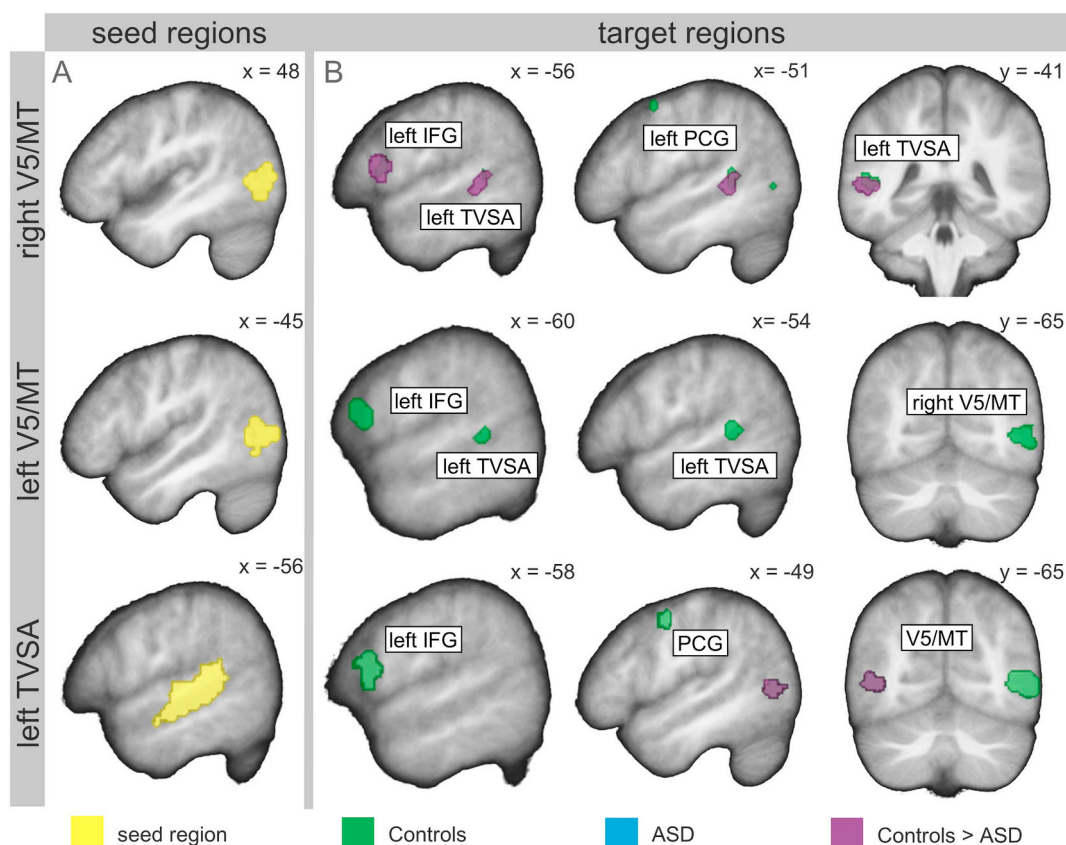 seed regions
target regions
right V5/MT
A
x = 48
B
x = -56
left IFG
left TVSA
x= -51
left PCG
y = -41
left TVSA
left V5/MT
x = -45
x = -60
left IFG
left TVSA
x= -54
left TVSA
y = -65
right V5/MT
left TVSA
x = -56
x = -58
left IFG
x = -49
PCG
y = -65
V5/MT
seed region
Controls
ASD
Controls > ASD